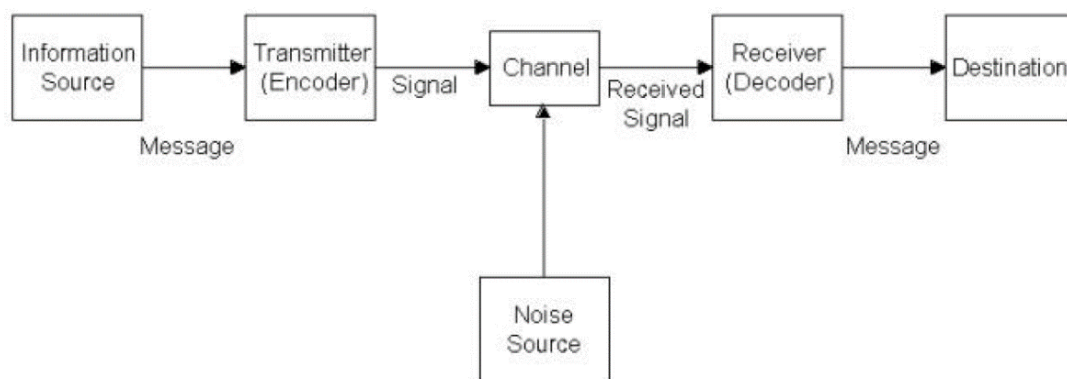 Information
Source
Message
Transmitter
(Encoder)
Signal
Channel
Received
Signal
Receiver
(Decoder)
Message
Destination
Noise
Source